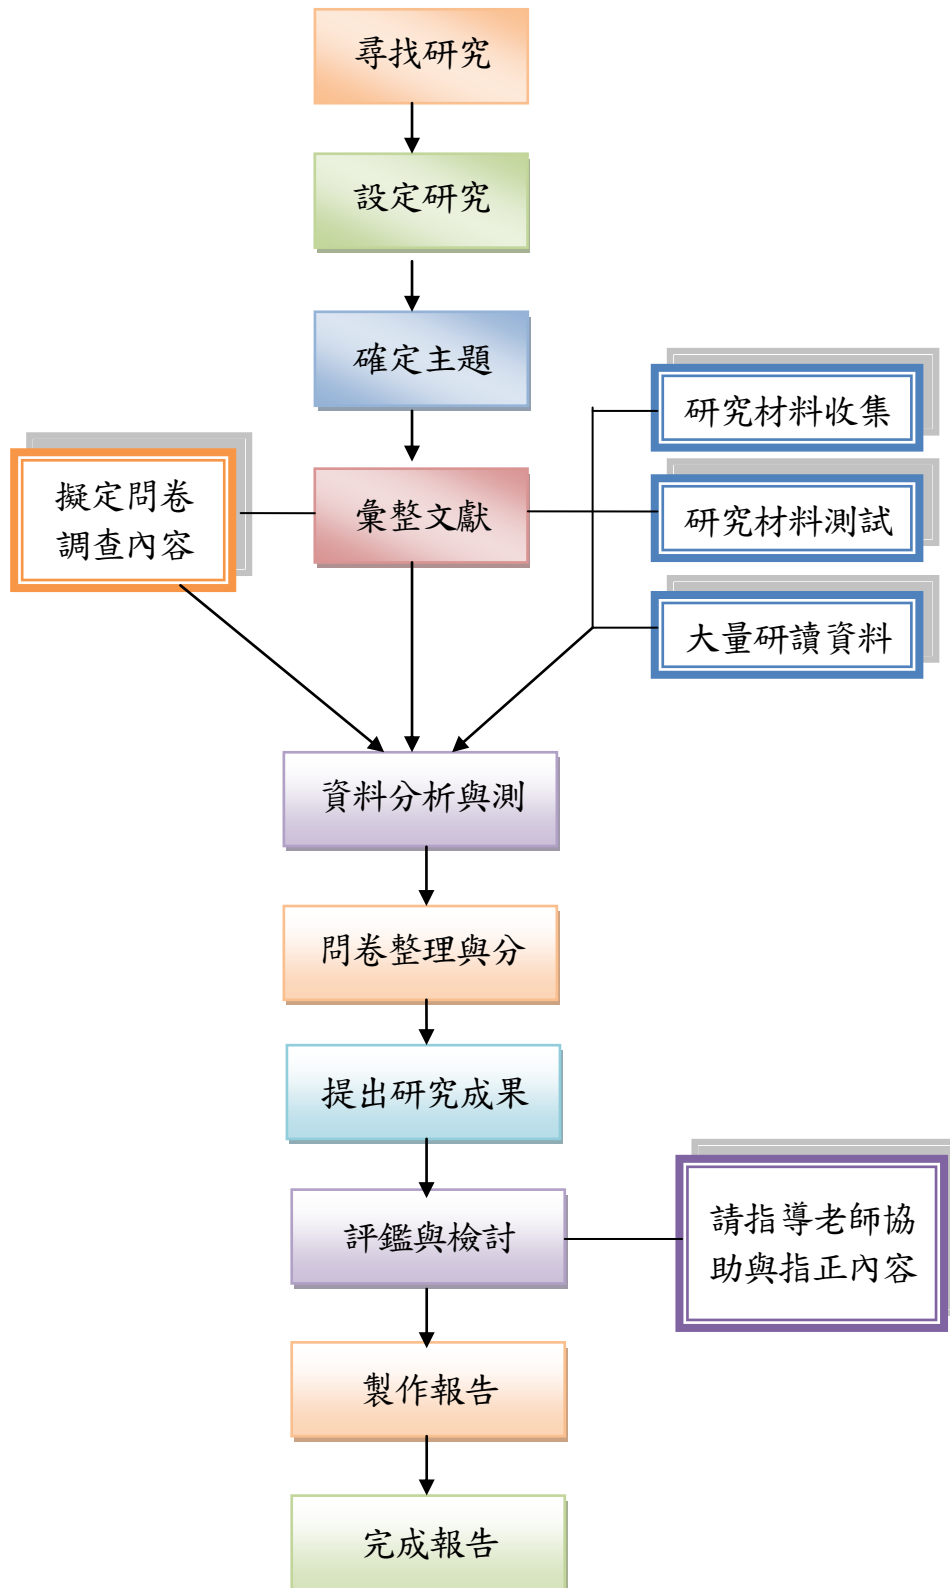 尋找研究
設定研究
確定主題
研究材料收集
擬定問卷
調查內容
彙整文獻
研究材料測試
大量研讀資料
資料分析與測
問卷整理與分
提出研究成果
評鑑與檢討
請指導老師協
助與指正內容
製作報告
完成報告